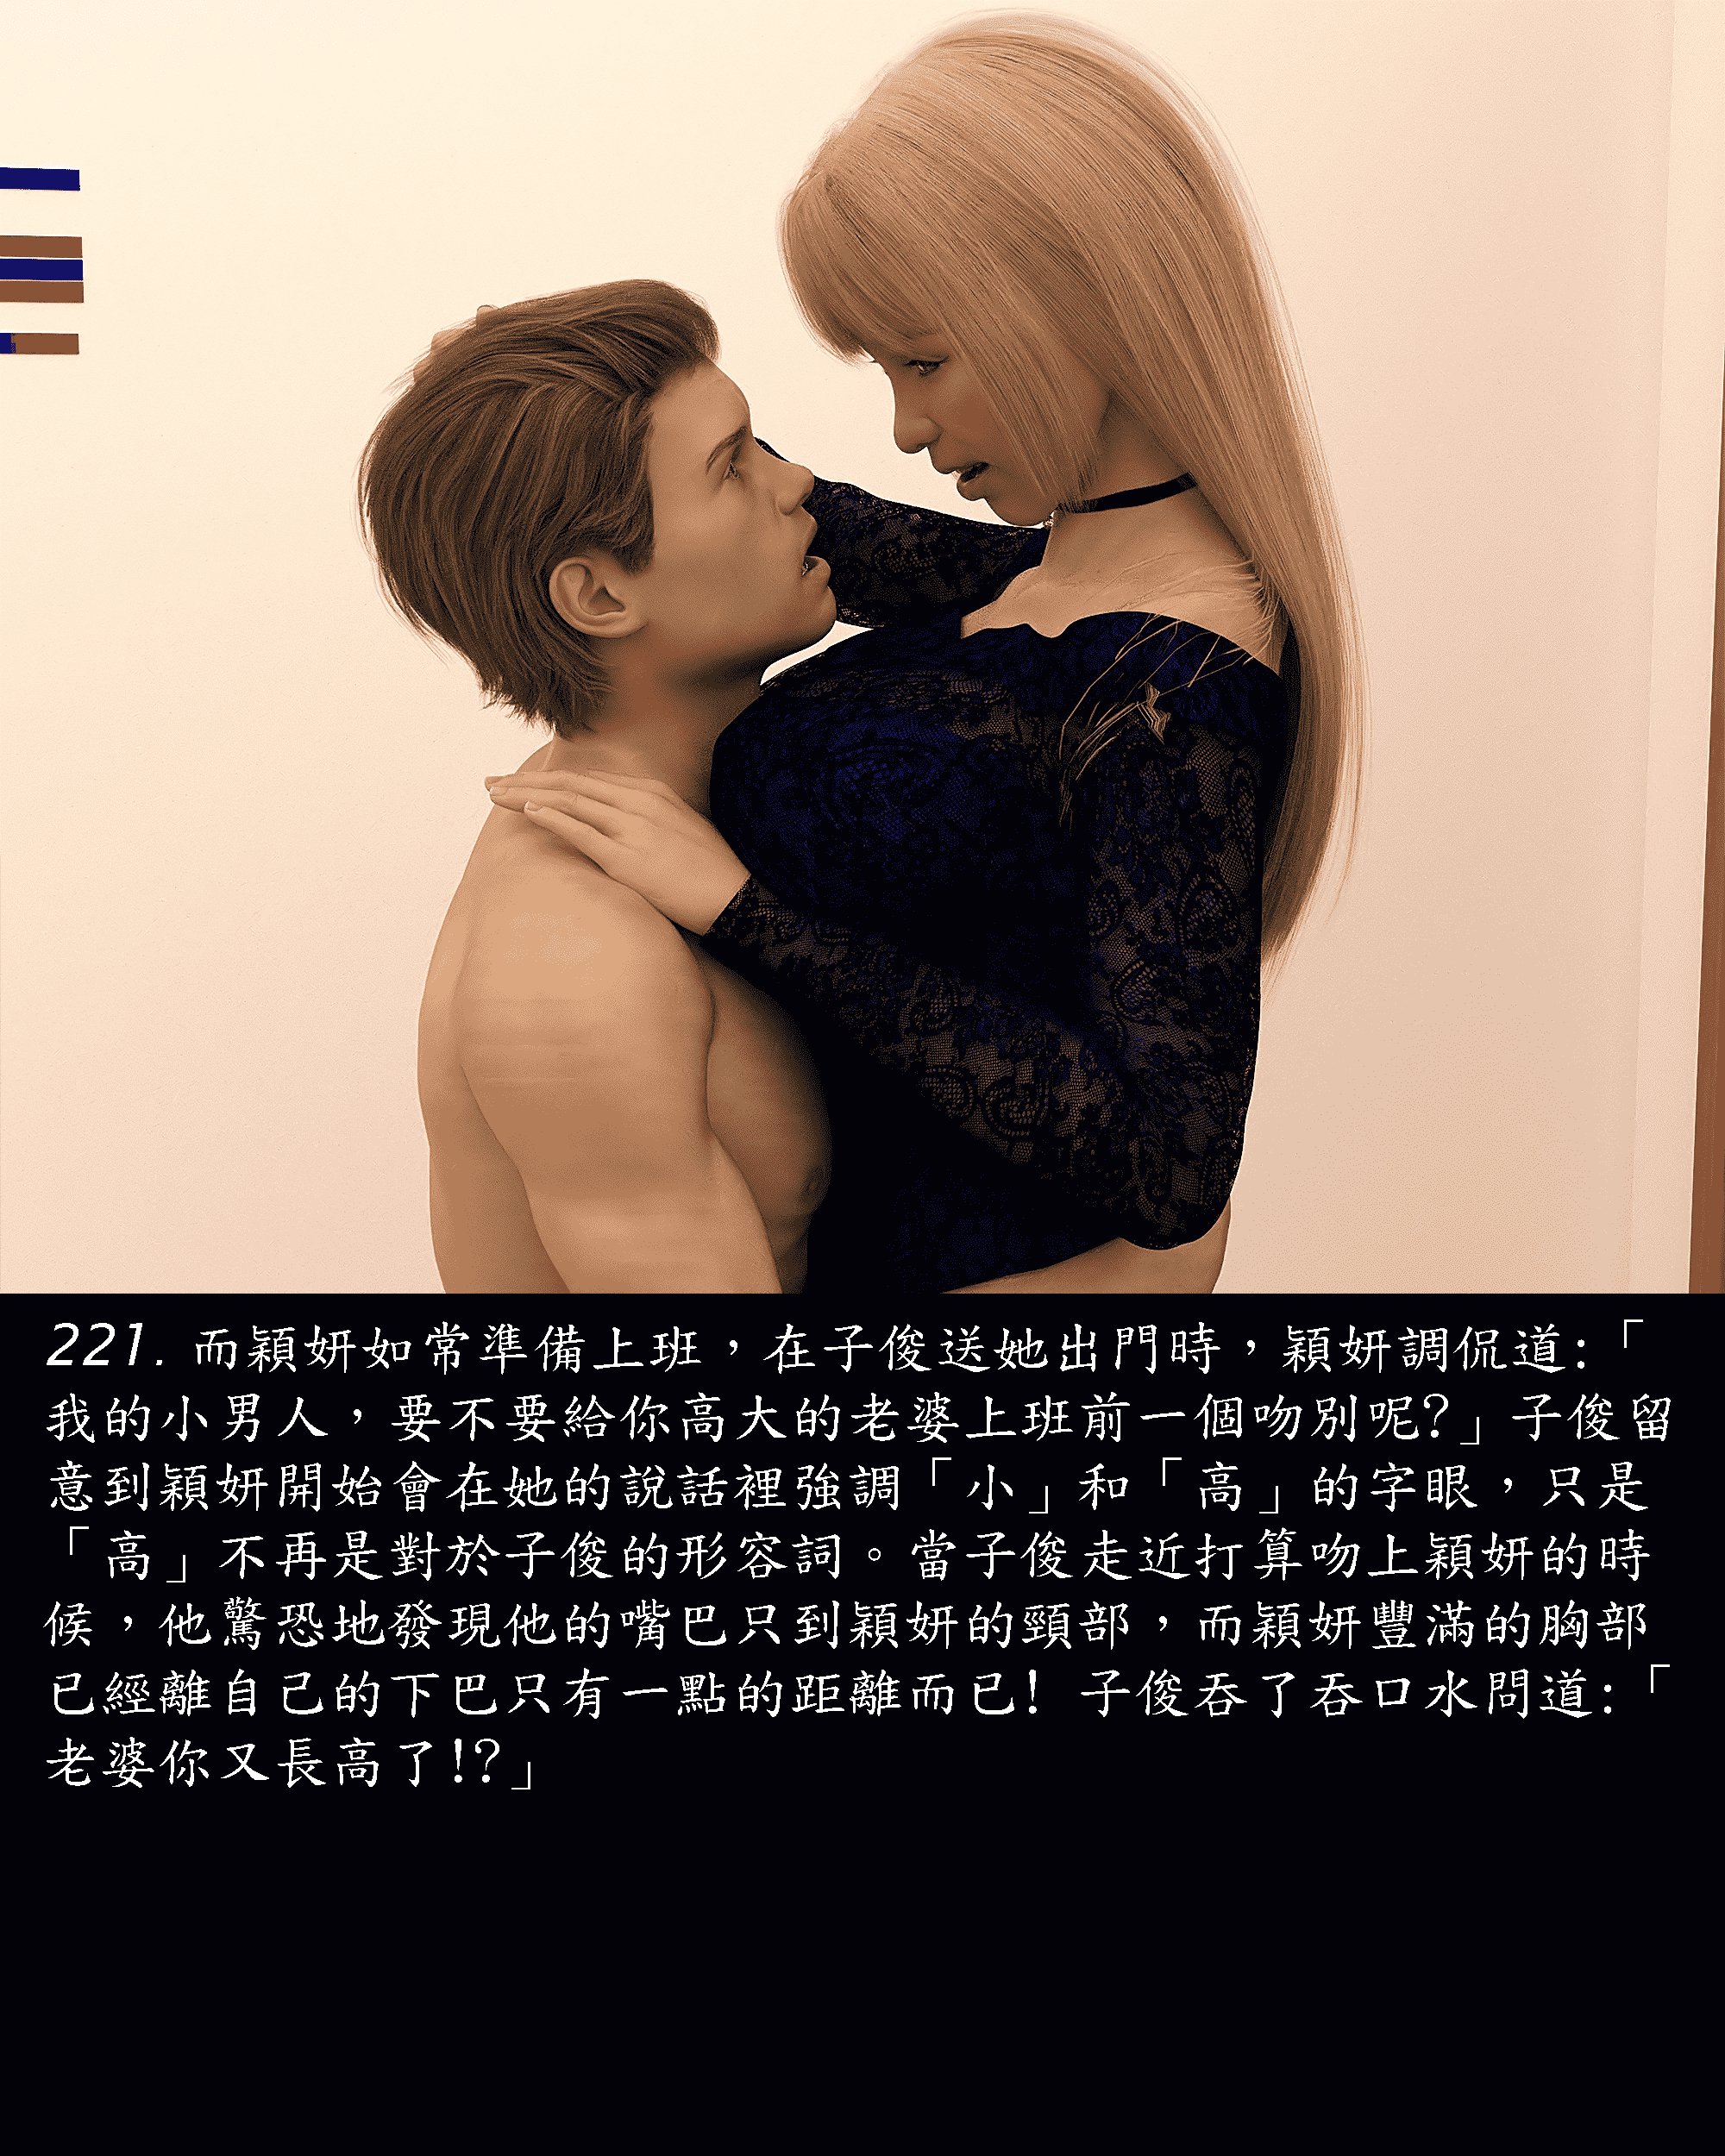 221. 而穎妍如常準備上班，在子俊送她出門時，穎妍調侃道:「
我的小男人，要不要給你高大的老婆上班前一個吻別呢?」子俊留
意到穎妍開始會在她的說話裡強調「小」和「高」的字眼，只是
「高」不再是對於子俊的形容詞。當子俊走近打算吻上穎妍的時
候，他驚恐地發現他的嘴巴只到穎妍的頸部，而穎妍豐滿的胸部
已經離自己的下巴只有一點的距離而已! 子俊吞了吞口水問道:「
老婆你又長高了!?」